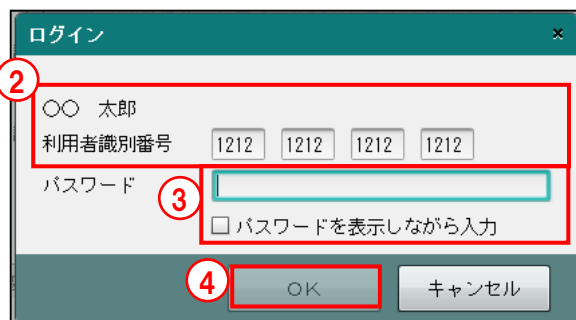 ログイン ×
②
○○ 太郎
利用者識別番号 1212 1212 1212 1212
パスワード
③
パスワードを表示しながら入力
④
OK キャンセル